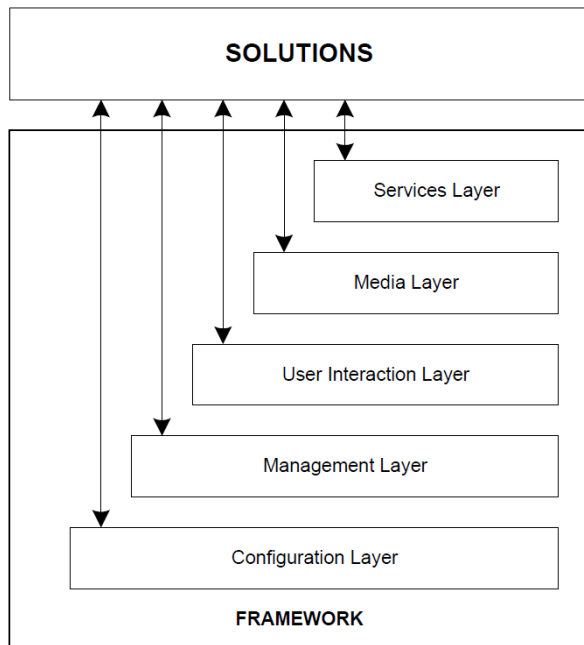 SOLUTIONS
Services Layer
Media Layer
User Interaction Layer
Management Layer
Configuration Layer
FRAMEWORK